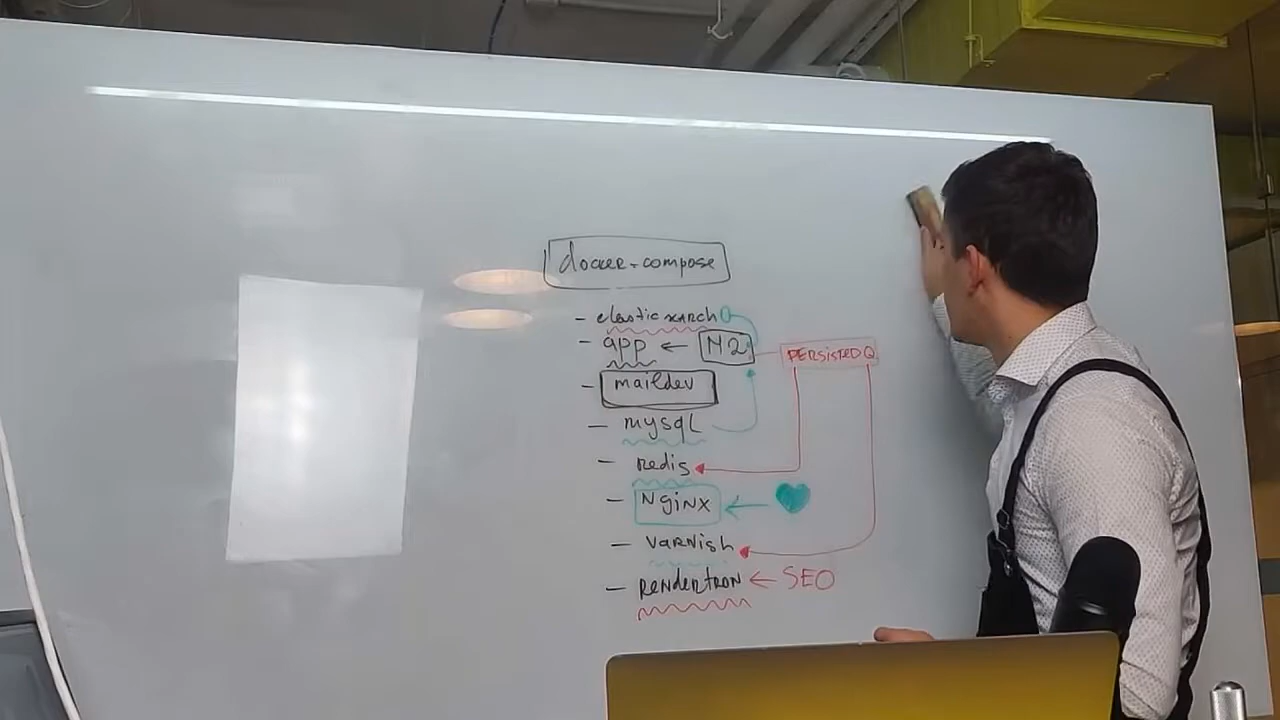 docker-compose
- elastic search
- app ← M2 PERSISTED Q
- maildev
- mysql
- redis
- Nginx
- varnish
- Rendertron ← SEO